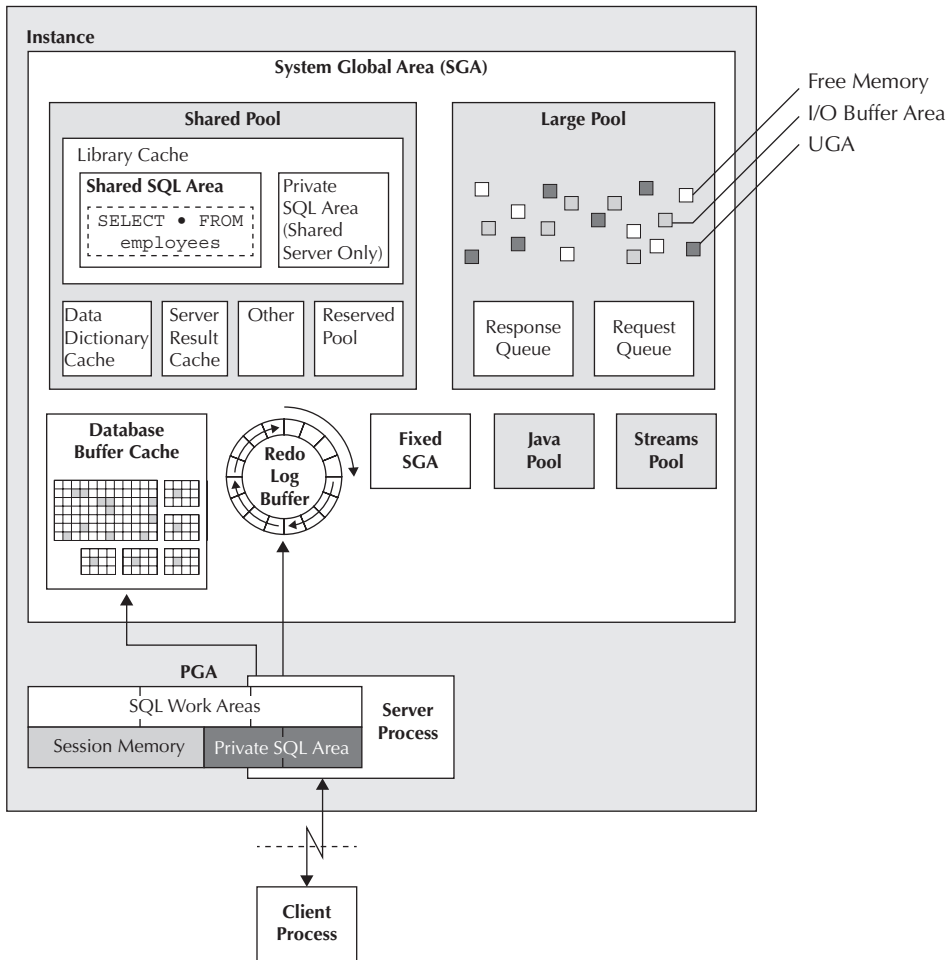 Instance
System Global Area (SGA)
Free Memory
I/O Buffer Area
UGA
Shared Pool
Library Cache
Shared SQL Area
SELECT • FROM
employees
Private
SQL Area
(Shared
Server Only)
Data
Dictionary
Cache
Server
Result
Cache
Other
Reserved
Pool
Large Pool
Response
Queue
Request
Queue
Database
Buffer Cache
Redo
Log
Buffer
Fixed
SGA
Java
Pool
Streams
Pool
PGA
SQL Work Areas
Session Memory
Private SQL Area
Server
Process
Client
Process